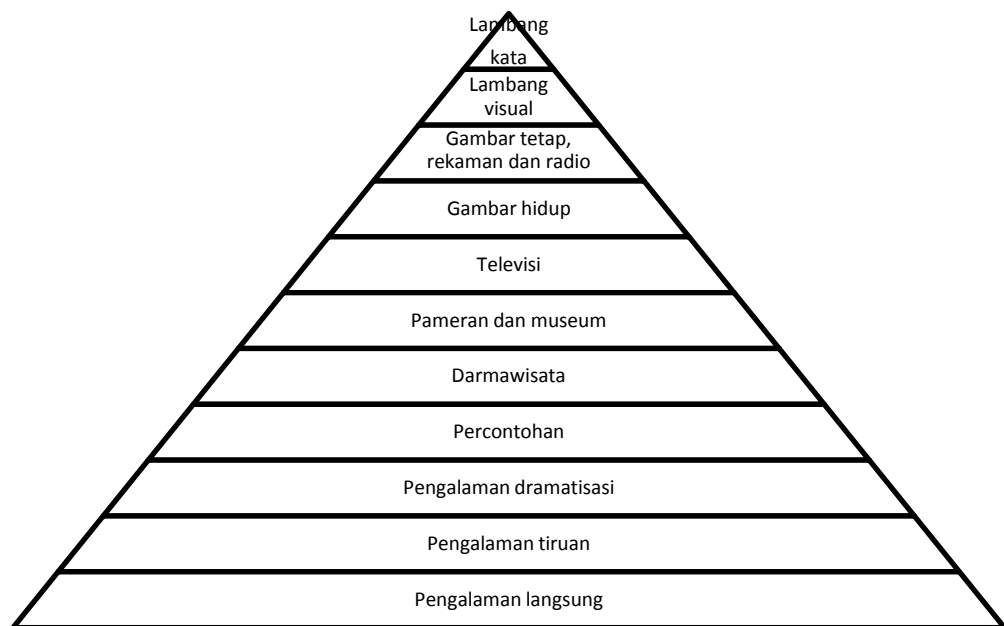 Lambang
kata
Lambang
visual
Gambar tetap,
rekaman dan radio
Gambar hidup
Televisi
Pameran dan museum
Darmawisata
Percontohan
Pengalaman dramatisasi
Pengalaman tiruan
Pengalaman langsung